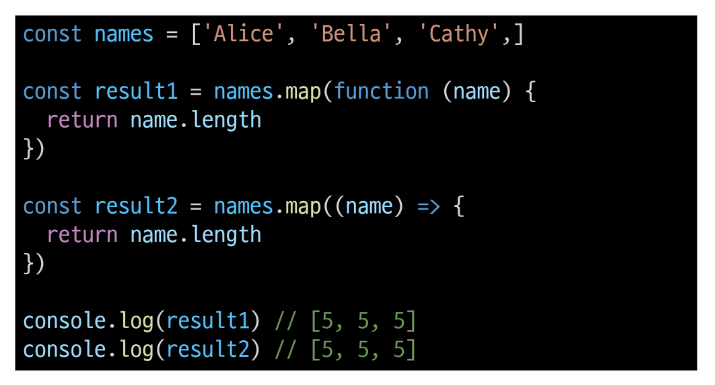 const names = ['Alice', 'Bella', 'Cathy',]
const result1 = names.map(function (name) {
  return name.length
})
const result2 = names.map((name) => {
  return name.length
})
console.log(result1) // [5, 5, 5]
console.log(result2) // [5, 5, 5]